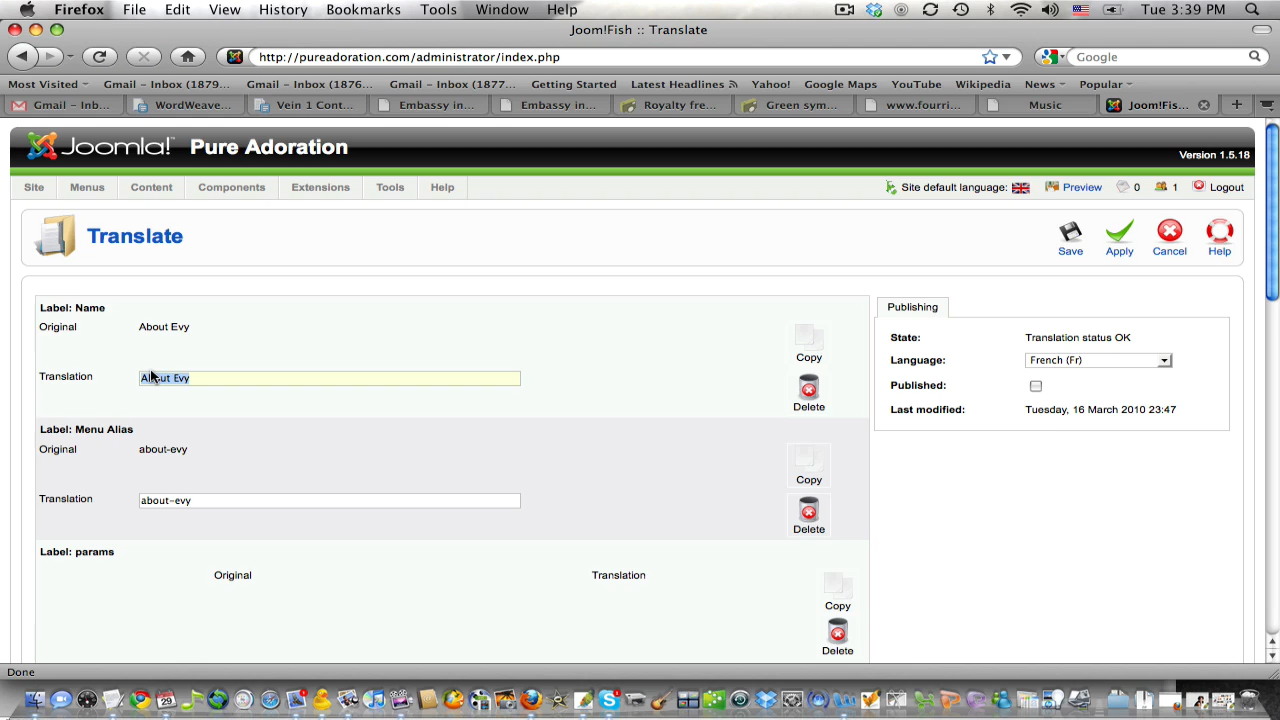 Firefox File Edit View History Bookmarks Tools Window Help Tue 3:39 PM
Joom!Fish :: Translate
http://pureadoration.com/administrator/index.php Google
Most Visited Gmail – Inbox (1879... Gmail – Inbox (1876... Gmail – Inbox (1877... Getting Started Latest Headlines Yahoo! Google Maps YouTube Wikipedia News Popular
Gmail – Inb... WordWeave... Vein 1 Cont... Embassy in... Embassy in... Royalty fre... Green sym... www.fourri... Music Joom!Fis...
Joomla! Pure Adoration
Version 1.5.18
Site Menus Content Components Extensions Tools Help Site default language: Preview 0 1 Logout
Translate
Save Apply Cancel Help
Label: Name
Original About Evy
Copy
Translation About Evy
Delete
Label: Menu Alias
Original about-evy
Copy
Translation about-evy
Delete
Label: params
Original Translation
Copy
Delete
Publishing
State: Translation status OK
Language: French (Fr)
Published:
Last modified: Tuesday, 16 March 2010 23:47
Done